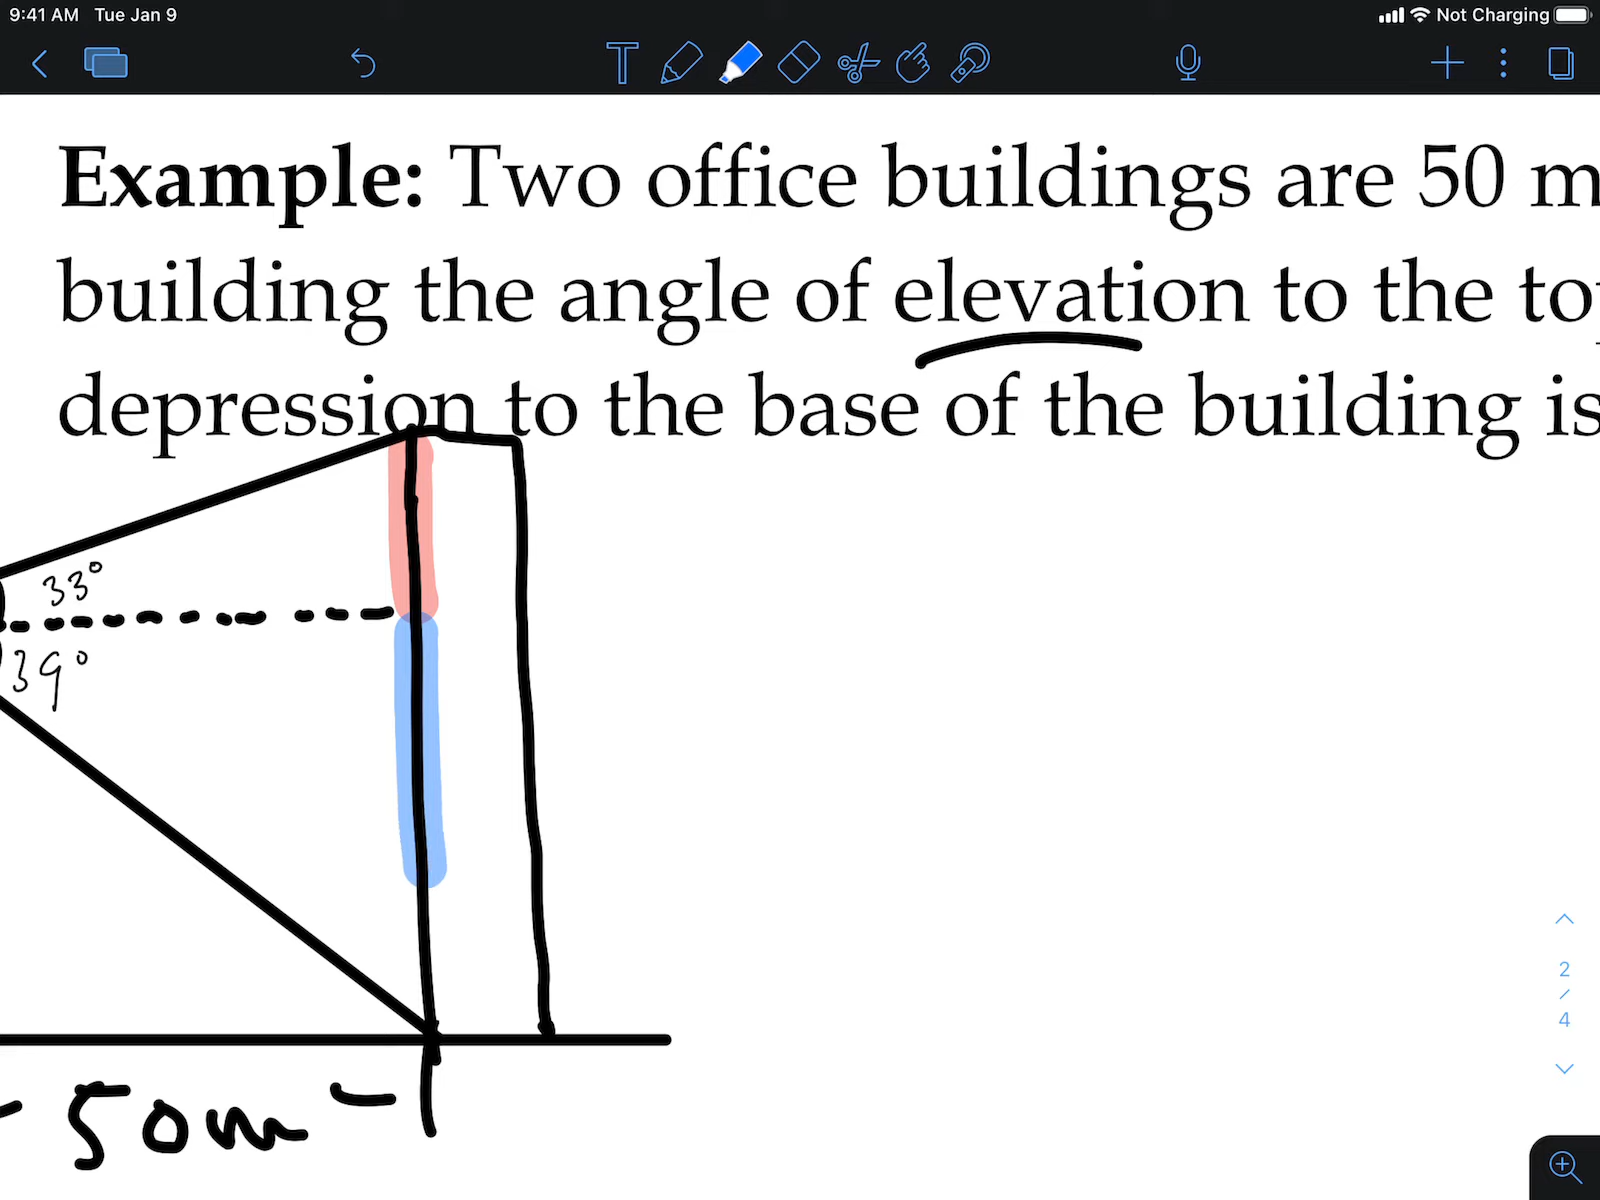 9:41 AM Tue Jan 9 Not Charging
Example: Two office buildings are 50 m
building the angle of elevation to the to
depression to the base of the building is
33°
39°
50m
2
/
4